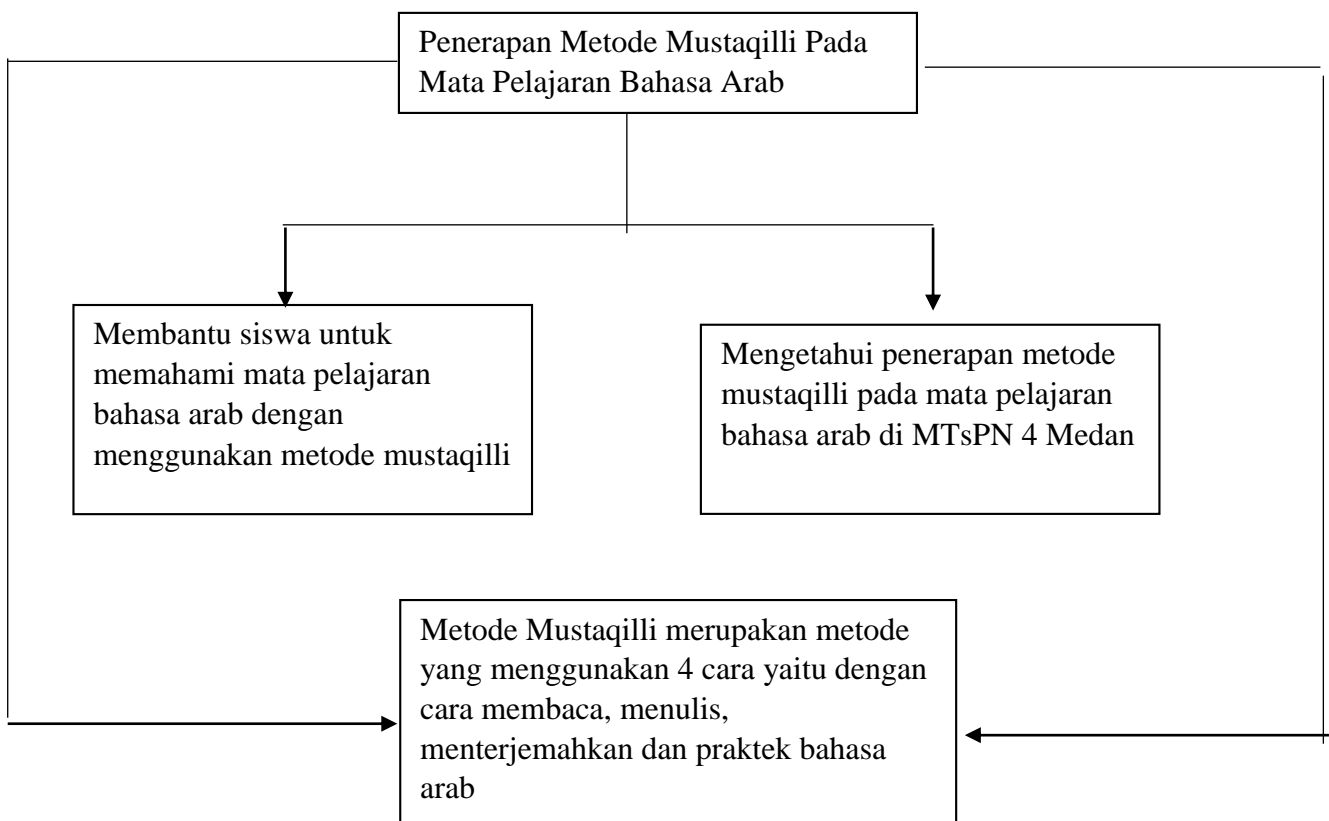 Penerapan Metode Mustaqilli Pada
Mata Pelajaran Bahasa Arab
Membantu siswa untuk
memahami mata pelajaran
bahasa arab dengan
menggunakan metode mustaqilli
Mengetahui penerapan metode
mustaqilli pada mata pelajaran
bahasa arab di MTsPN 4 Medan
Metode Mustaqilli merupakan metode
yang menggunakan 4 cara yaitu dengan
cara membaca, menulis,
menterjemahkan dan praktek bahasa
arab